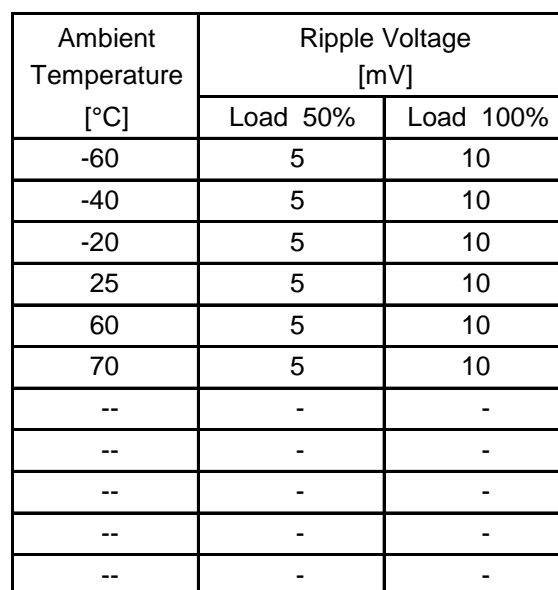 Ambient Temperature [°C] Ripple Voltage [mV]
Load 50% Load 100%
-60 5 10
-40 5 10
-20 5 10
25 5 10
60 5 10
70 5 10
-- - -
-- - -
-- - -
-- - -
-- - -